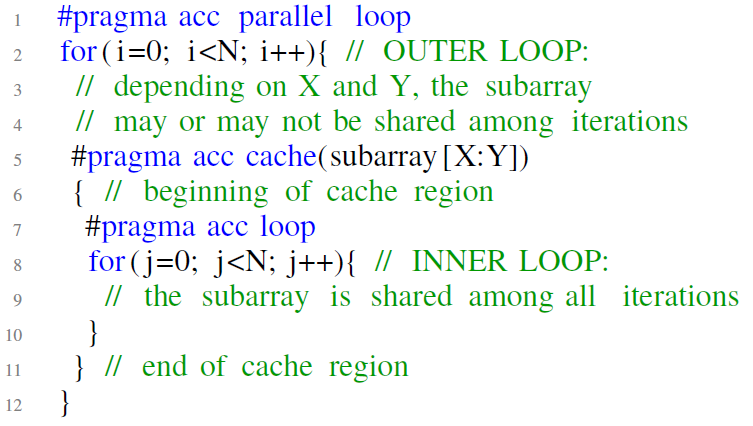 1 #pragma acc parallel loop
2 for(i=0; i<N; i++){ // OUTER LOOP:
3 // depending on X and Y, the subarray
4 // may or may not be shared among iterations
5 #pragma acc cache(subarray[X:Y])
6 { // beginning of cache region
7 #pragma acc loop
8 for(j=0; j<N; j++){ // INNER LOOP:
9 // the subarray is shared among all iterations
10 }
11 } // end of cache region
12 }